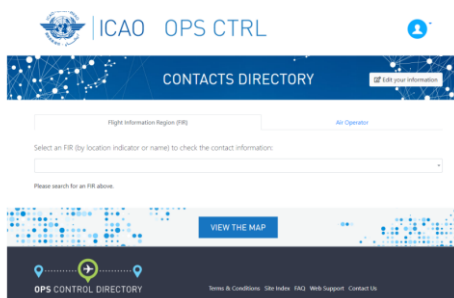 ICAO OPS CTRL
CONTACTS DIRECTORY
Edit your information
Flight Information Region (FIR)
Air Operator
Select an FIR (by location indicator or name) to check the contact information:
Please search for an FIR above.
VIEW THE MAP
OPS CONTROL DIRECTORY
Terms & Conditions Site Index FAQ Web Support Contact Us